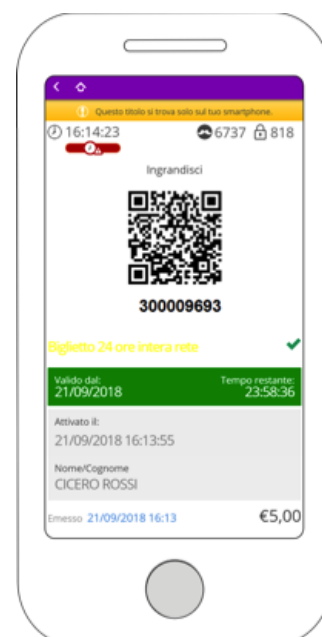 Questo titolo si trova solo sul tuo smartphone.
16:14:23 6737 818
Ingrandisci
300009693
Biglietto 24 ore intera rete
Valido dal: Tempo restante:
21/09/2018 23:58:36
Attivato il:
21/09/2018 16:13:55
Nome/Cognome
CICERO ROSSI
Emesso 21/09/2018 16:13 €5,00